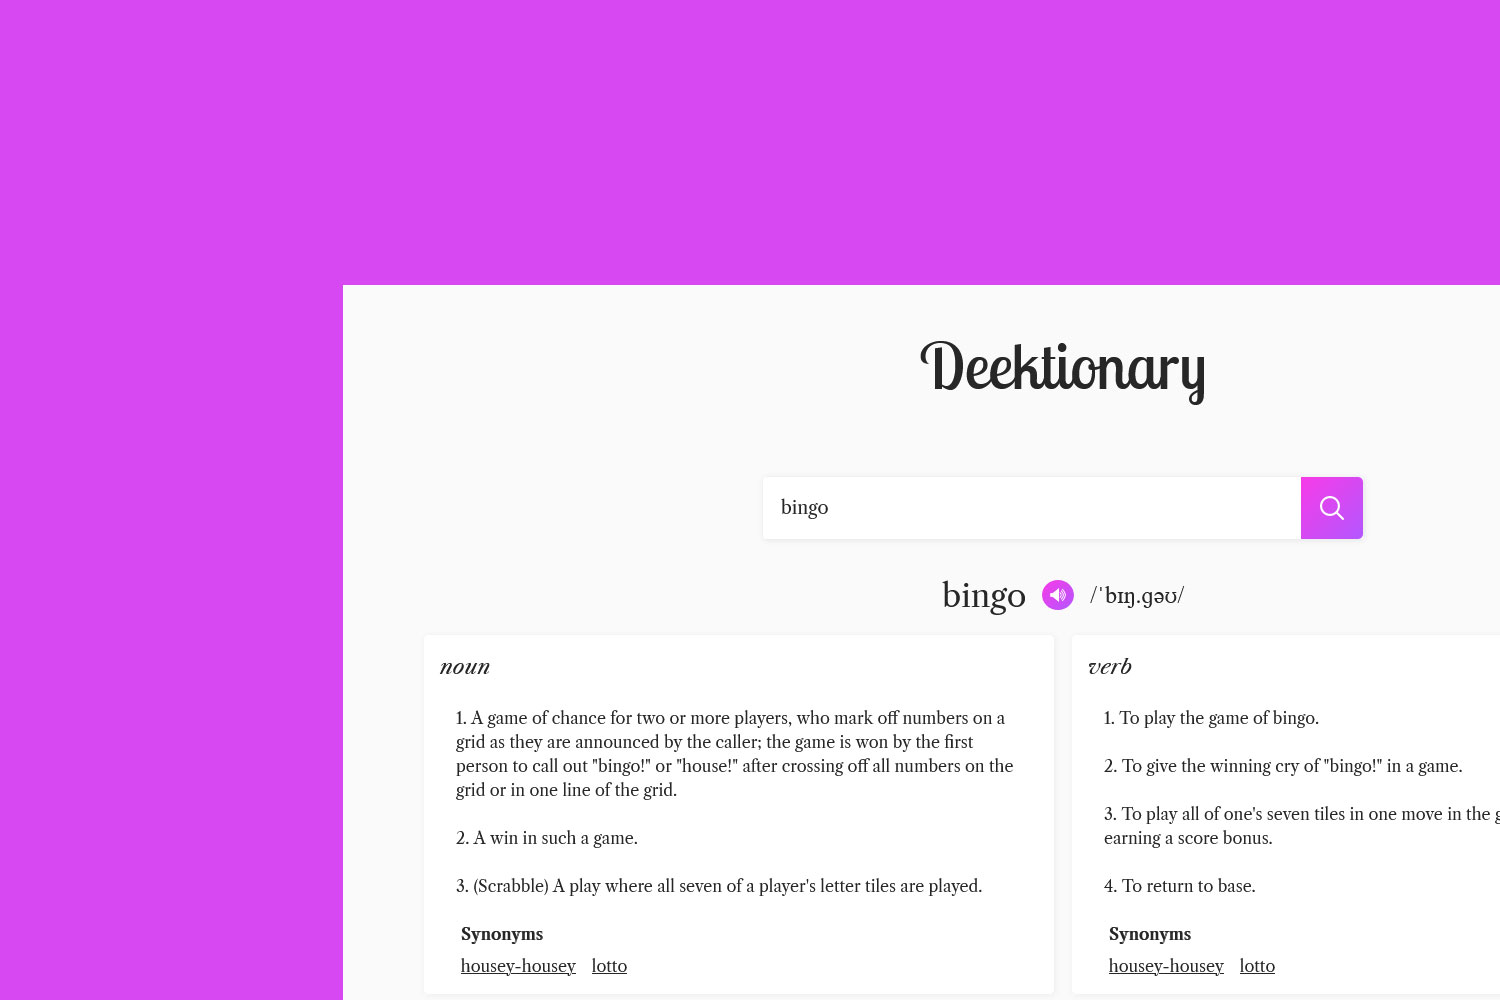 Deektionary
bingo
bingo /ˈbɪŋ.ɡəʊ/
noun
1. A game of chance for two or more players, who mark off numbers on a
grid as they are announced by the caller; the game is won by the first
person to call out "bingo!" or "house!" after crossing off all numbers on the
grid or in one line of the grid.
2. A win in such a game.
3. (Scrabble) A play where all seven of a player's letter tiles are played.
Synonyms
housey-housey lotto
verb
1. To play the game of bingo.
2. To give the winning cry of "bingo!" in a game.
3. To play all of one's seven tiles in one move in the
earning a score bonus.
4. To return to base.
Synonyms
housey-housey lotto